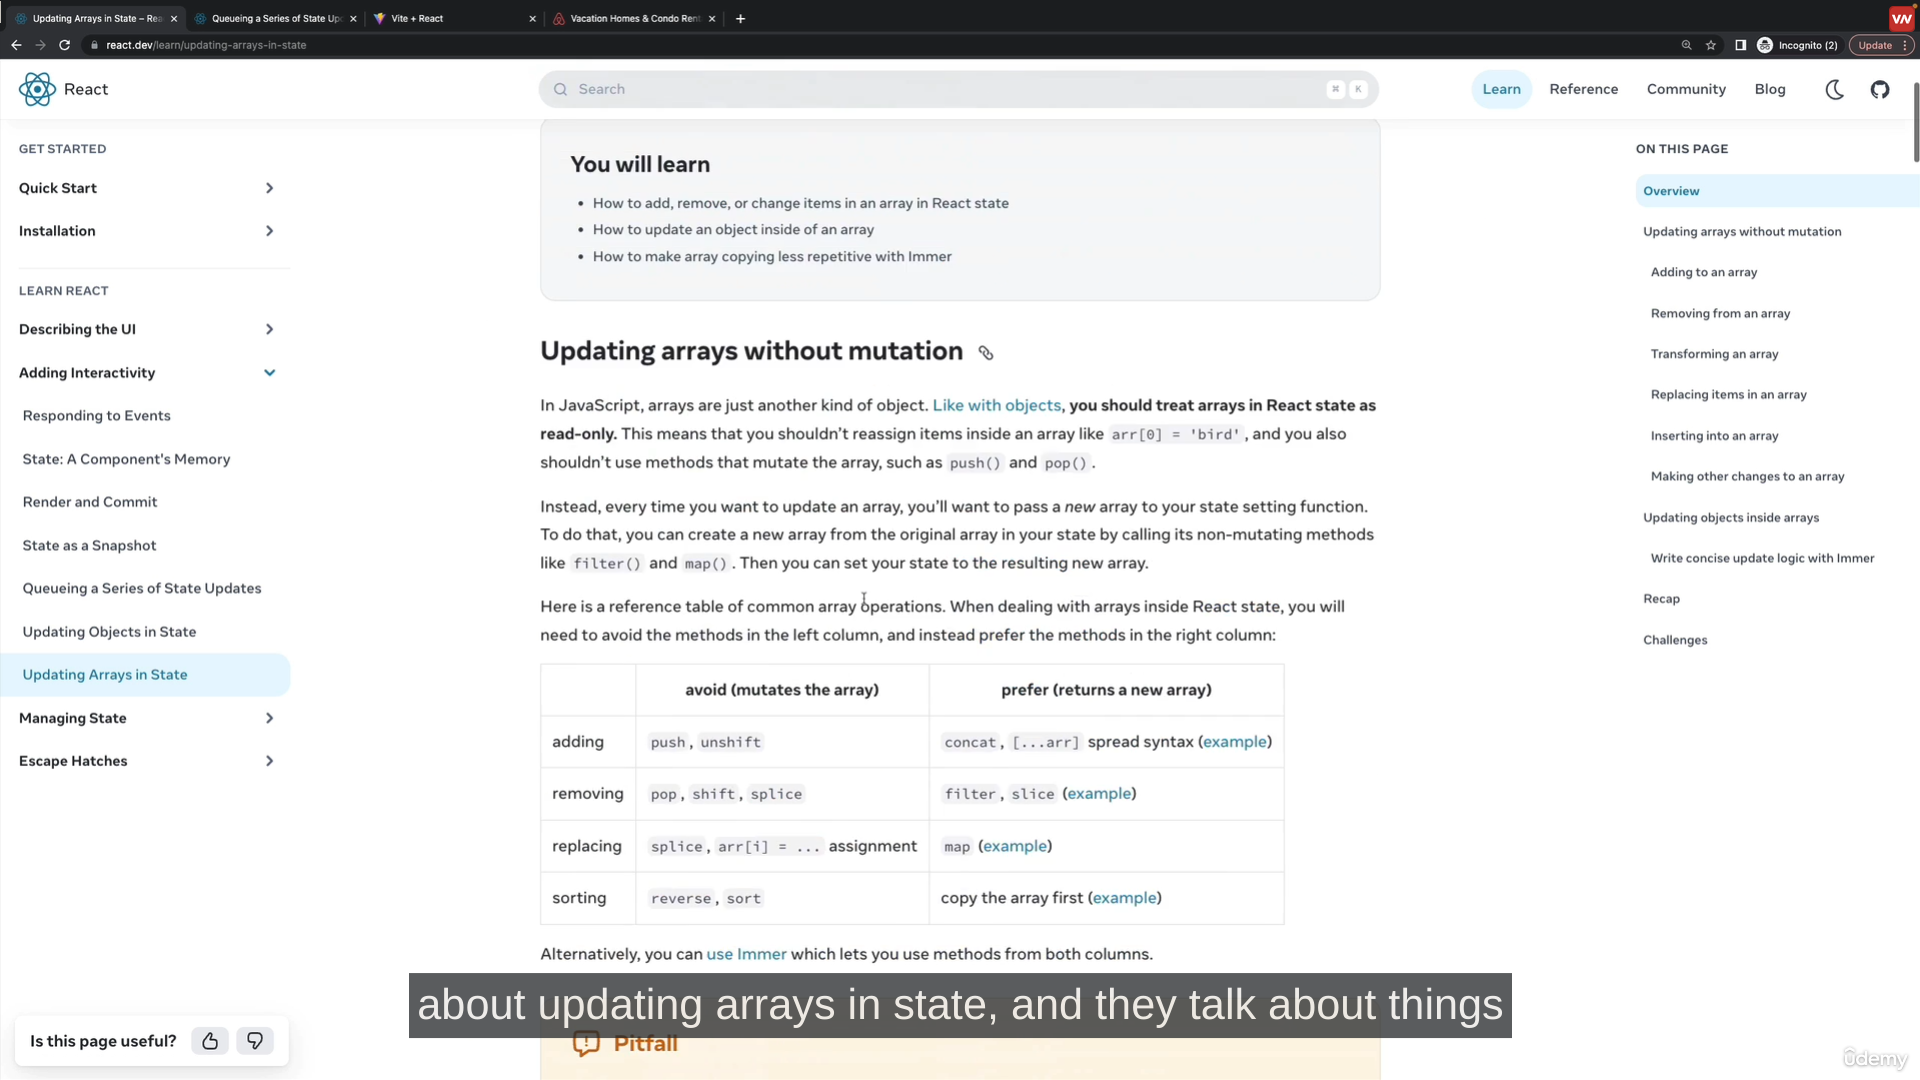 Updating Arrays in State – Rea
Queueing a Series of State Up
Vite + React
Vacation Homes & Condo Rent
VN
react.dev/learn/updating-arrays-in-state
Incognito (2)
Update
React
Search
⌘ K
Learn
Reference
Community
Blog
GET STARTED
Quick Start
Installation
LEARN REACT
Describing the UI
Adding Interactivity
Responding to Events
State: A Component's Memory
Render and Commit
State as a Snapshot
Queueing a Series of State Updates
Updating Objects in State
Updating Arrays in State
Managing State
Escape Hatches
Is this page useful?
You will learn
• How to add, remove, or change items in an array in React state
• How to update an object inside of an array
• How to make array copying less repetitive with Immer
Updating arrays without mutation
In JavaScript, arrays are just another kind of object. Like with objects, you should treat arrays in React state as
read-only. This means that you shouldn't reassign items inside an array like arr[0] = 'bird', and you also
shouldn't use methods that mutate the array, such as push() and pop().
Instead, every time you want to update an array, you'll want to pass a new array to your state setting function.
To do that, you can create a new array from the original array in your state by calling its non-mutating methods
like filter() and map(). Then you can set your state to the resulting new array.
Here is a reference table of common array operations. When dealing with arrays inside React state, you will
need to avoid the methods in the left column, and instead prefer the methods in the right column:
avoid (mutates the array) prefer (returns a new array)
adding push, unshift concat, [...arr] spread syntax (example)
removing pop, shift, splice filter, slice (example)
replacing splice, arr[i] = ... assignment map (example)
sorting reverse, sort copy the array first (example)
Alternatively, you can use Immer which lets you use methods from both columns.
about updating arrays in state, and they talk about things
Pitfall
ON THIS PAGE
Overview
Updating arrays without mutation
Adding to an array
Removing from an array
Transforming an array
Replacing items in an array
Inserting into an array
Making other changes to an array
Updating objects inside arrays
Write concise update logic with Immer
Recap
Challenges
ûdemy